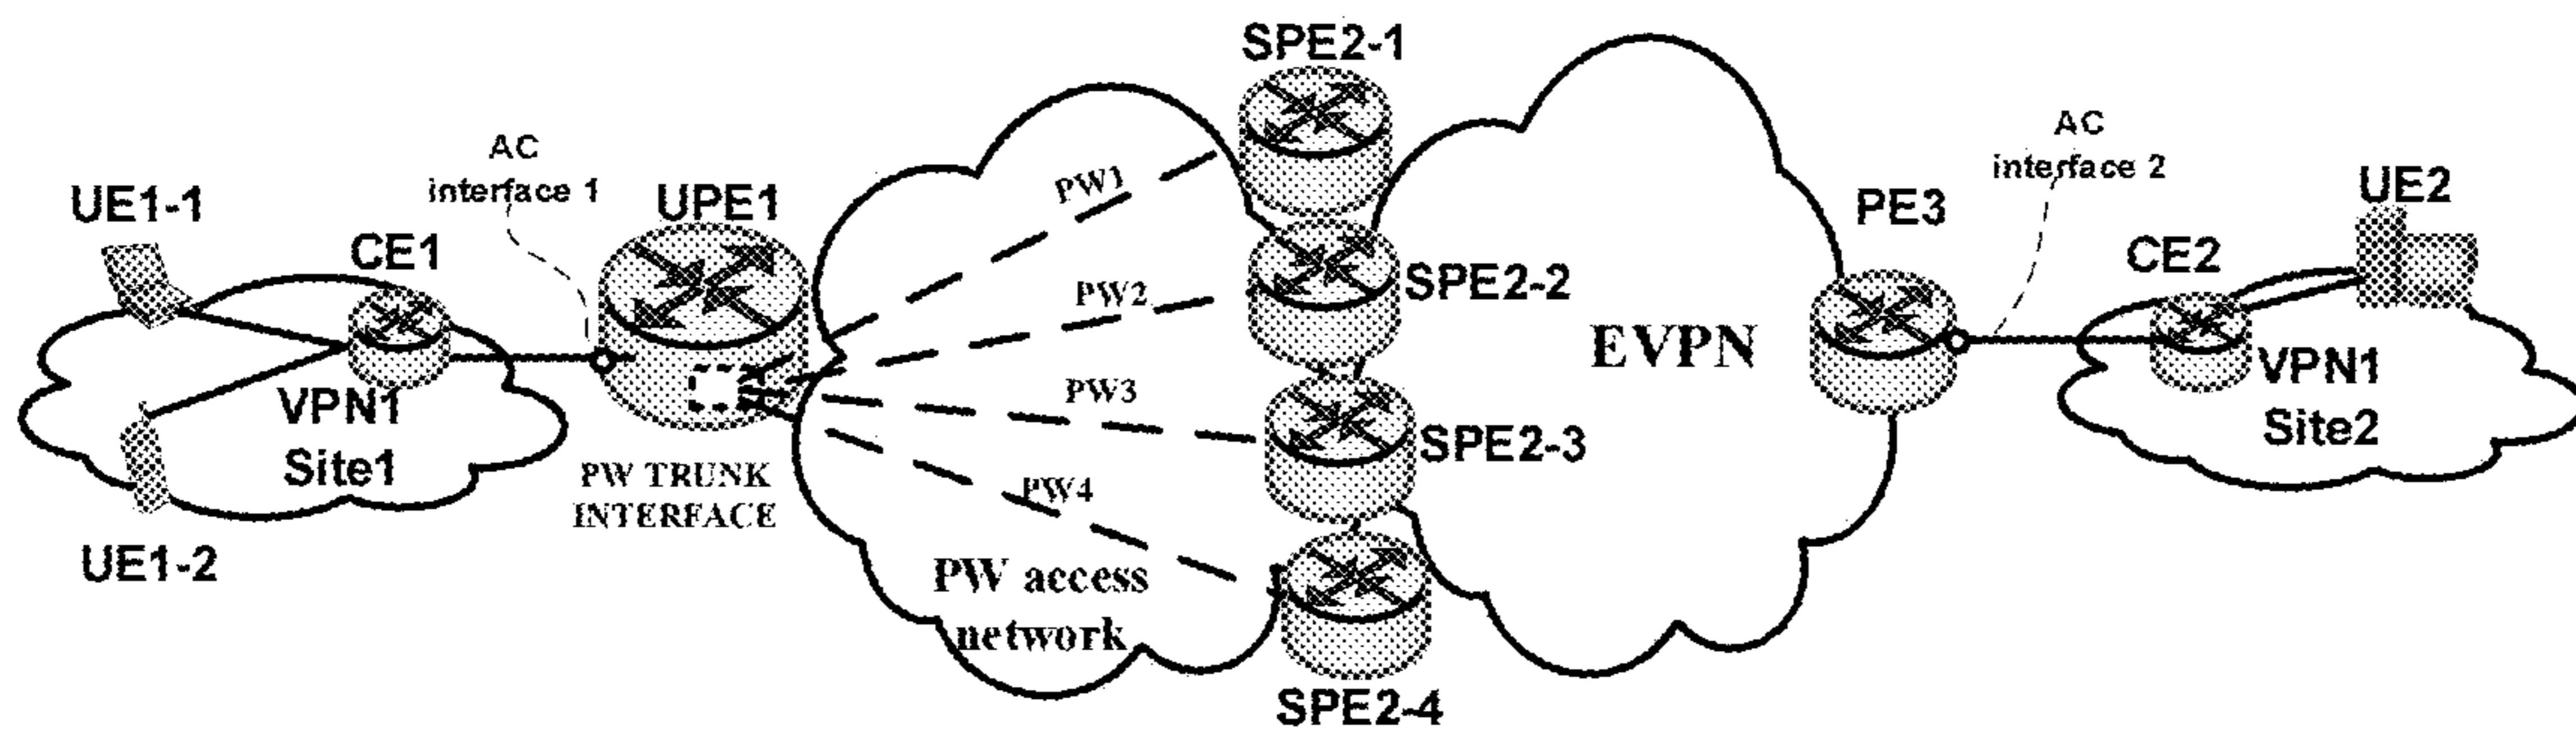 SPE2-1
AC
interface 1
AC
interface 2
UE1-1
UPE1
UE2
PW1
PE3
CE1
CE2
PW2
SPE2-2
EVPN
VPN1
Site1
PW3
VPN1
Site2
SPE2-3
PW TRUNK
INTERFACE
PW4
UE1-2
PW access
network
SPE2-4